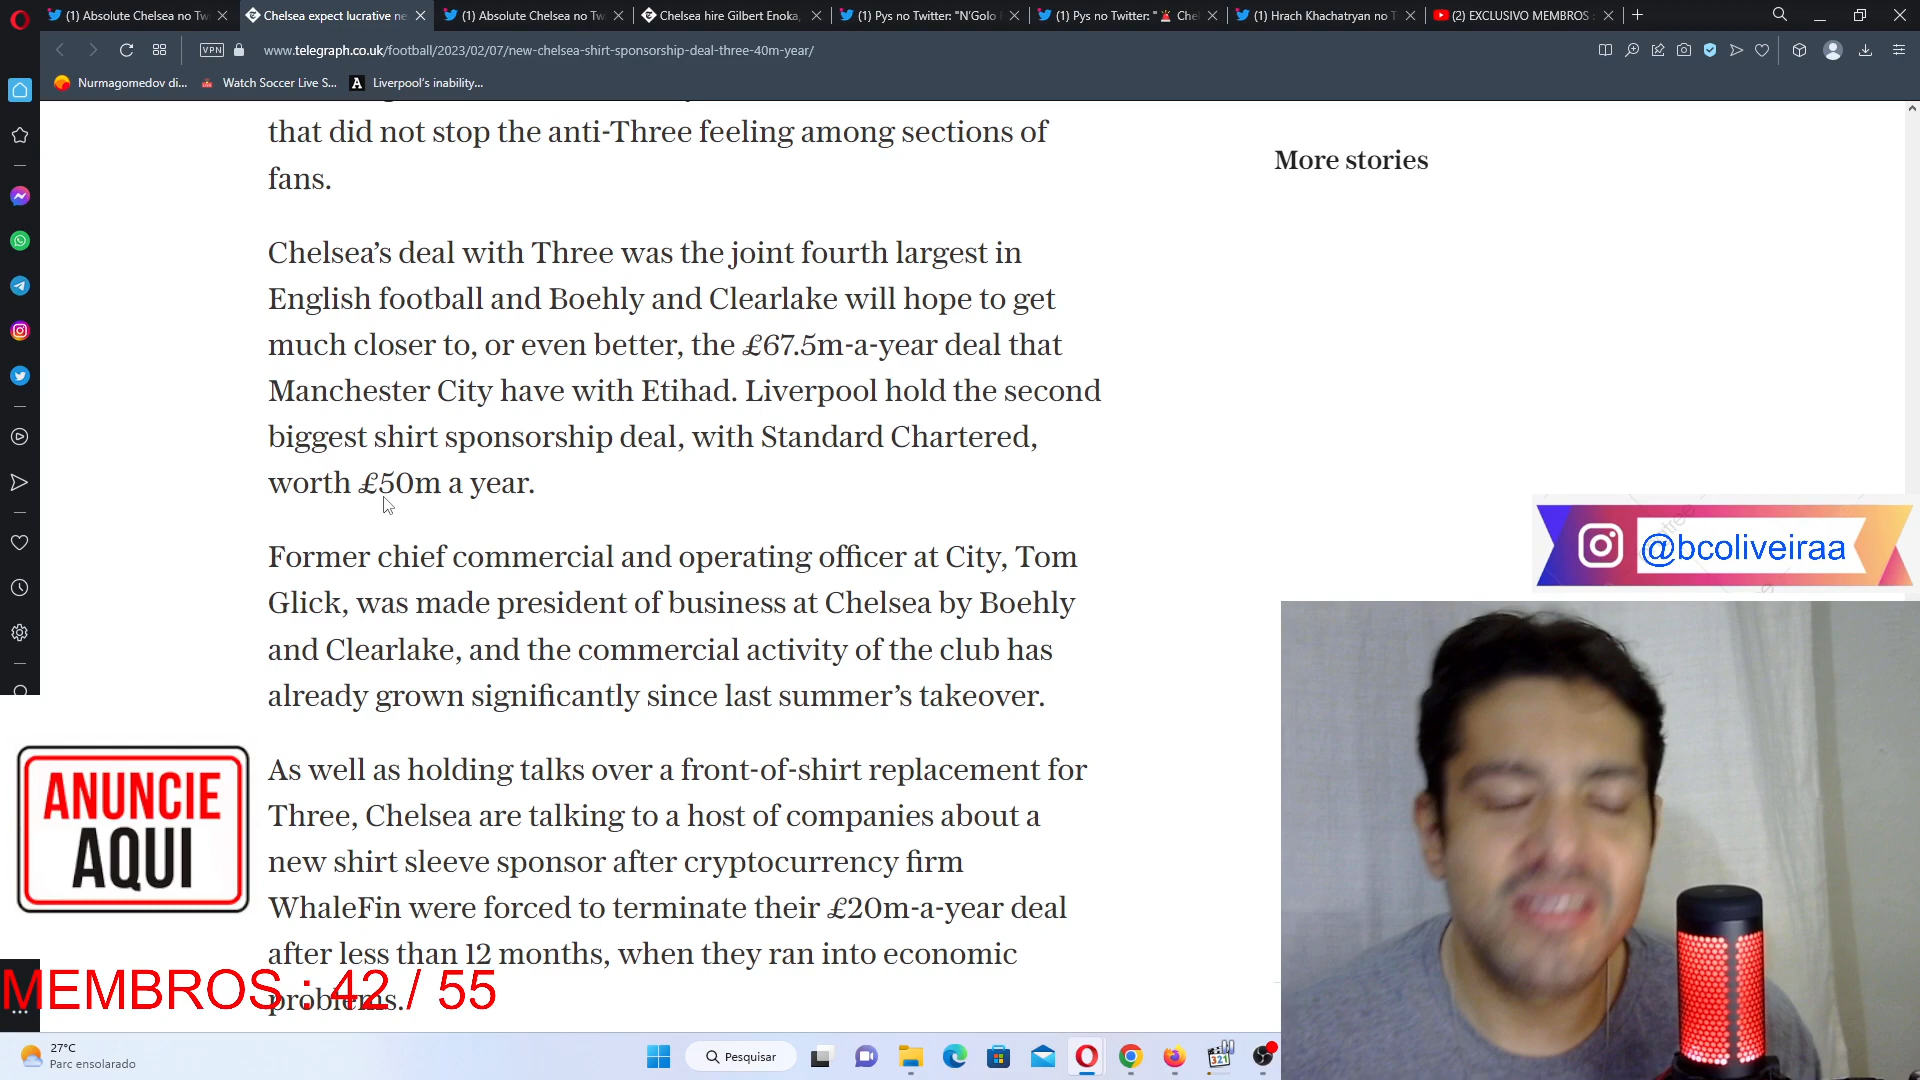 (1) Absolute Chelsea no Tw
Chelsea expect lucrative ne
(1) Absolute Chelsea no Tw
Chelsea hire Gilbert Enoka,
(1) Pys no Twitter: "N'Golo
(1) Pys no Twitter: "🚨 Che
(1) Hrach Khachatryan no T
(2) EXCLUSIVO MEMBROS :
VPN
www.telegraph.co.uk/football/2023/02/07/new-chelsea-shirt-sponsorship-deal-three-40m-year/
Nurmagomedov di...
Watch Soccer Live S...
A Liverpool's inability...
that did not stop the anti-Three feeling among sections of
fans.
More stories
Chelsea's deal with Three was the joint fourth largest in
English football and Boehly and Clearlake will hope to get
much closer to, or even better, the £67.5m-a-year deal that
Manchester City have with Etihad. Liverpool hold the second
biggest shirt sponsorship deal, with Standard Chartered,
worth £50m a year.
@bcoliveiraa
Former chief commercial and operating officer at City, Tom
Glick, was made president of business at Chelsea by Boehly
and Clearlake, and the commercial activity of the club has
already grown significantly since last summer's takeover.
As well as holding talks over a front-of-shirt replacement for
Three, Chelsea are talking to a host of companies about a
new shirt sleeve sponsor after cryptocurrency firm
WhaleFin were forced to terminate their £20m-a-year deal
after less than 12 months, when they ran into economic
problems.
ANUNCIE
AQUI
MEMBROS : 42 / 55
27°C
Parc ensolarado
Pesquisar
321